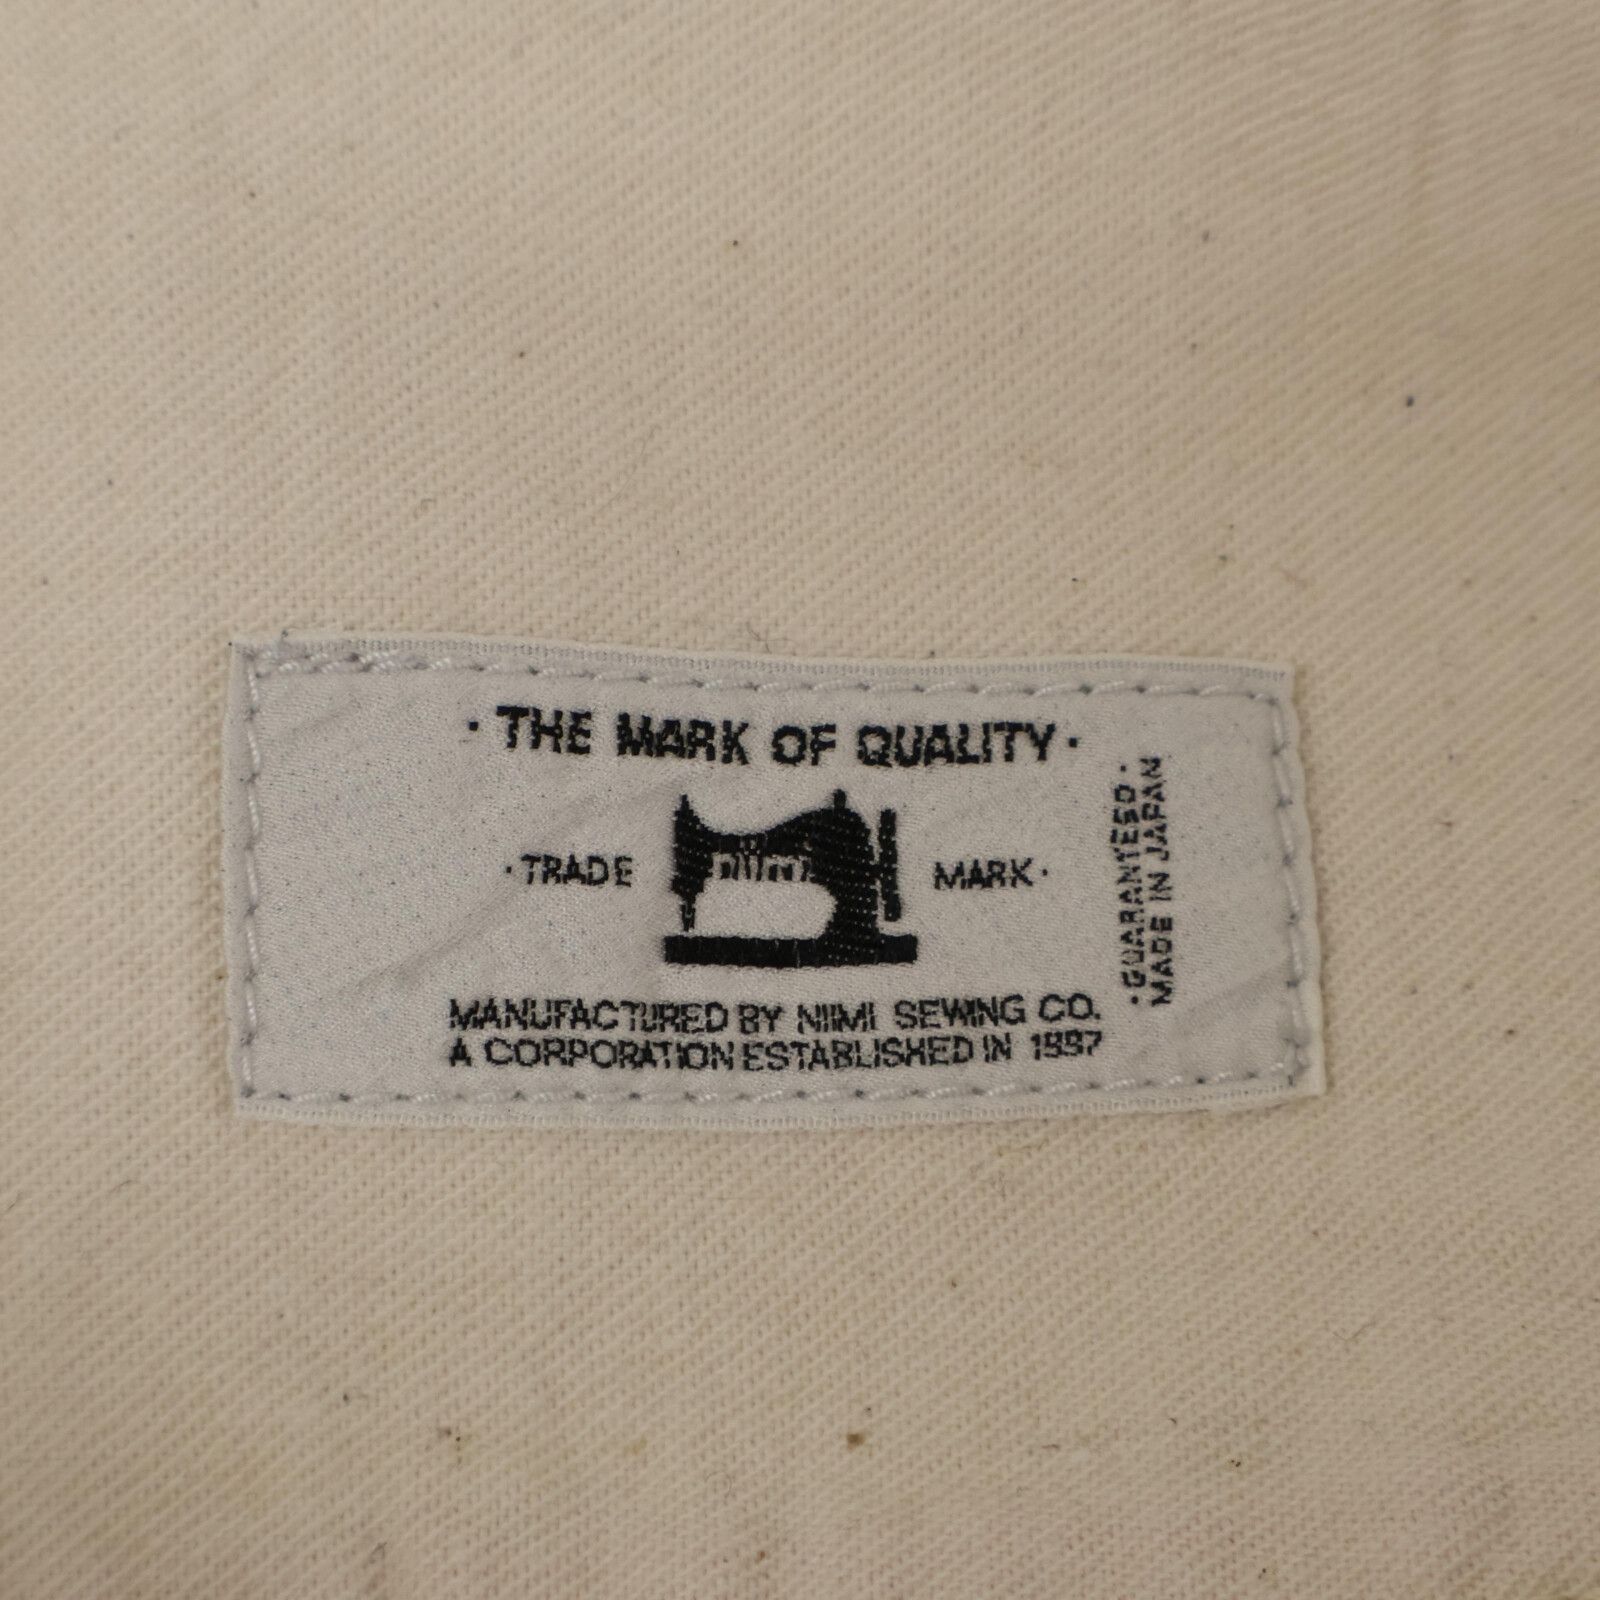 · THE MARK OF QUALITY ·
· TRADE MARK ·
MANUFACTURED BY NIIMI SEWING CO.
A CORPORATION ESTABLISHED IN 1997
· GUARANTEED ·
MADE IN JAPAN